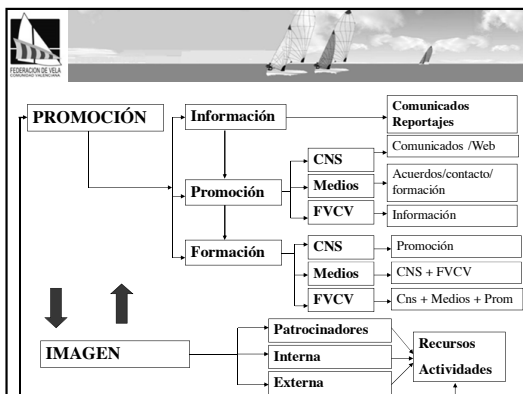 FEDERACION DE VELA
COMUNIDAD VALENCIANA
PROMOCIÓN
Información
Comunicados
Reportajes
Promoción
CNS
Comunicados /Web
Medios
Acuerdos/contacto/
formación
FVCV
Información
Formación
CNS
Promoción
Medios
CNS + FVCV
FVCV
Cns + Medios + Prom
IMAGEN
Patrocinadores
Interna
Externa
Recursos
Actividades